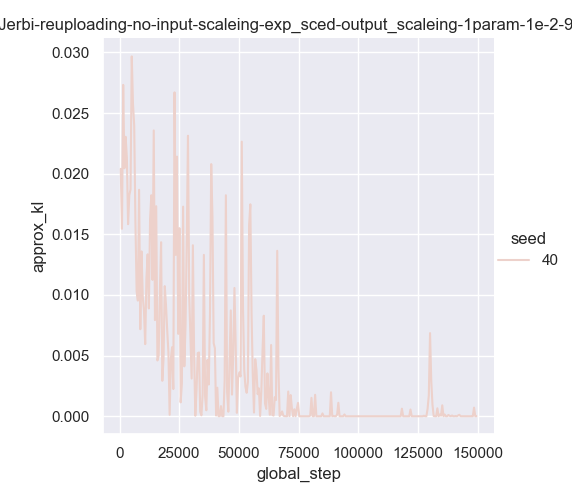 Jerbi-reuploading-no-input-scaleing-exp_sced-output_scaleing-1param-1e-2-9
0.030
0.025
0.020
0.015
0.010
0.005
0.000
approx_kl
0 25000 50000 75000 100000 125000 150000
global_step
seed
40